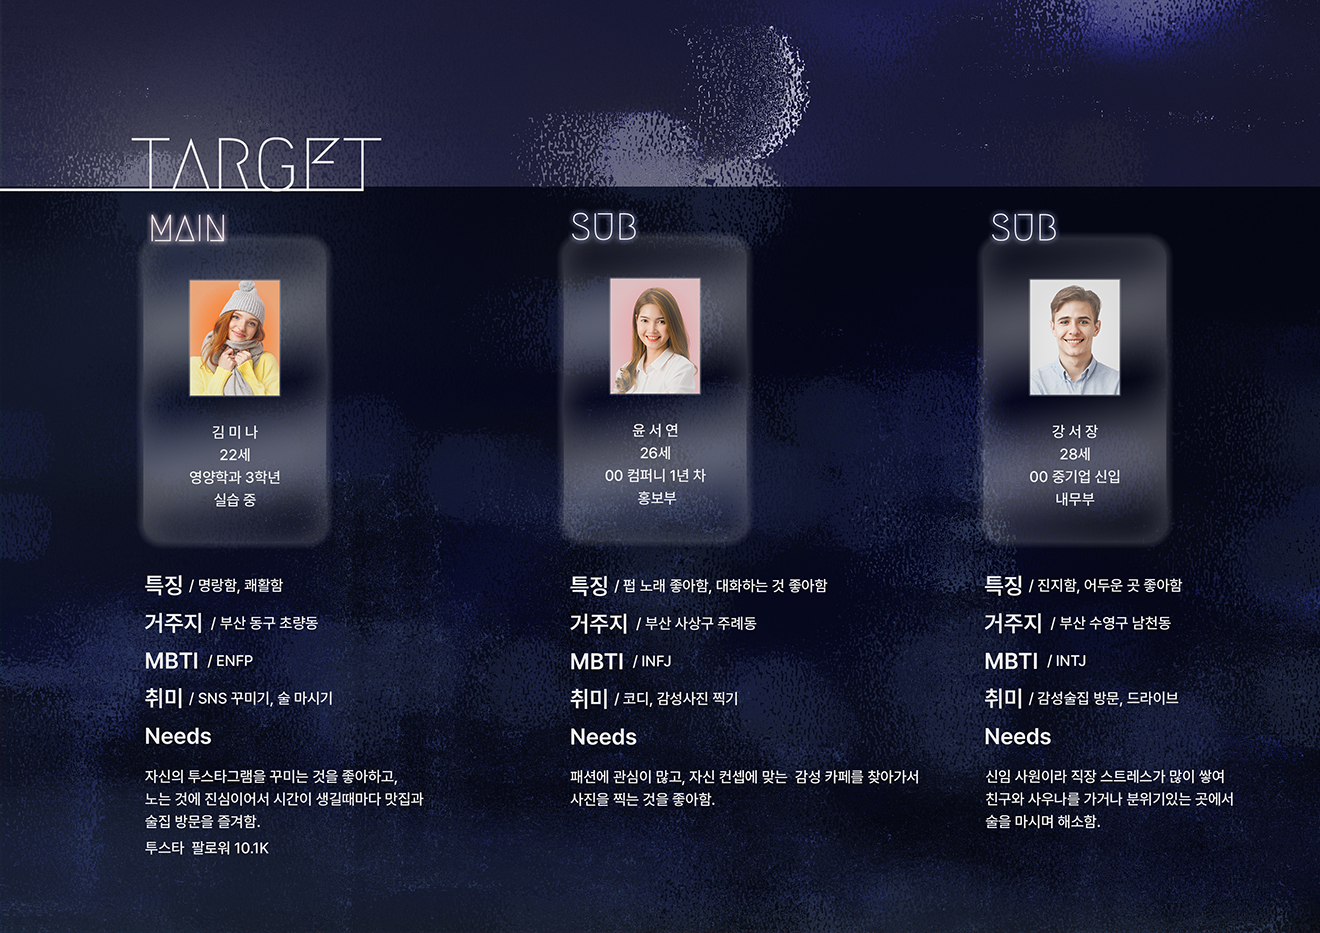 TARGET
MAIN
김 미 나
22세
영양학과 3학년
실습 중
특징 / 명랑함, 쾌활함
거주지 / 부산 동구 초량동
MBTI / ENFP
취미 / SNS 꾸미기, 술 마시기
Needs
자신의 투스타그램을 꾸미는 것을 좋아하고,
노는 것에 진심이어서 시간이 생길때마다 맛집과
술집 방문을 즐겨함.
투스타 팔로워 10.1K
SUB
윤 서 연
26세
00 컴퍼니 1년 차
홍보부
특징 / 펍 노래 좋아함, 대화하는 것 좋아함
거주지 / 부산 사상구 주례동
MBTI / INFJ
취미 / 코디, 감성사진 찍기
Needs
패션에 관심이 많고, 자신 컨셉에 맞는 감성 카페를 찾아가서
사진을 찍는 것을 좋아함.
SUB
강 서 장
28세
00 중기업 신입
내무부
특징 / 진지함, 어두운 곳 좋아함
거주지 / 부산 수영구 남천동
MBTI / INTJ
취미 / 감성술집 방문, 드라이브
Needs
신임 사원이라 직장 스트레스가 많이 쌓여
친구와 사우나를 가거나 분위기있는 곳에서
술을 마시며 해소함.